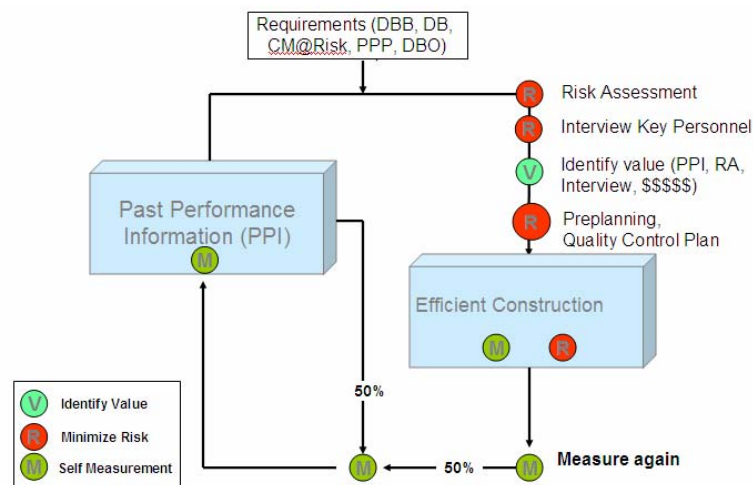 Requirements (DBB, DB,
CM@Risk, PPP, DBO)
R
Risk Assessment
R
Interview Key Personnel
V
Identify value (PPI, RA,
Interview, $$$$$)
R
Preplanning,
Quality Control Plan
Past Performance
Information (PPI)
M
Efficient Construction
M
R
50%
V
Identify Value
R
Minimize Risk
M
Self Measurement
M
50%
M
Measure again